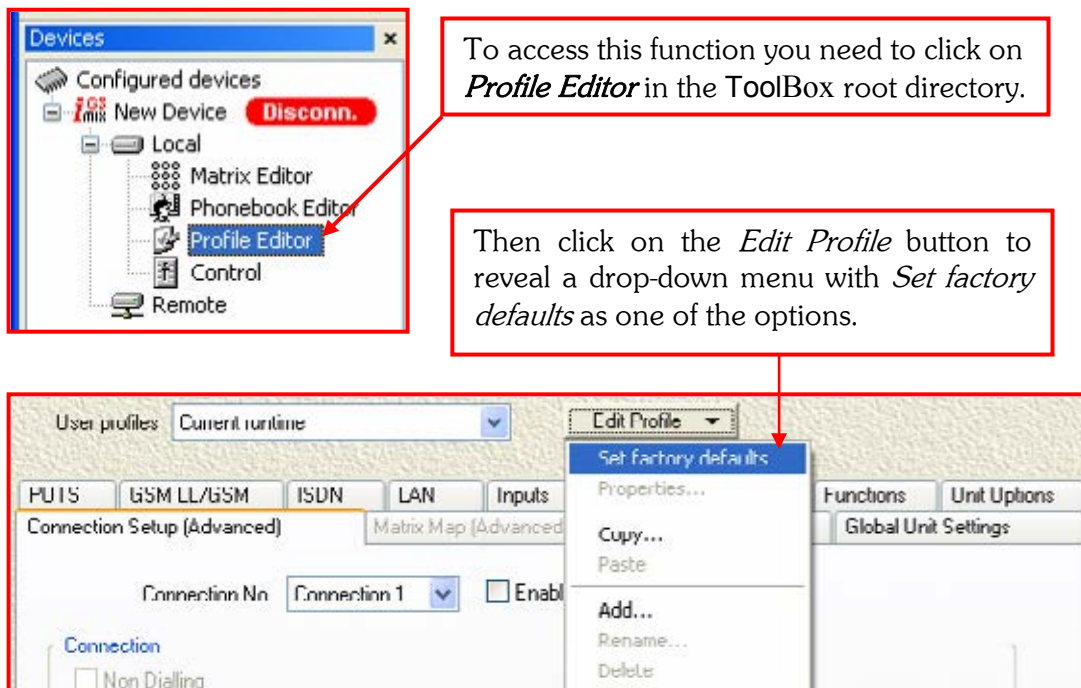 Devices
Configured devices
New Device Disconn.
Local
Matrix Editor
Phonebook Editor
Profile Editor
Control
Remote
To access this function you need to click on
Profile Editor in the ToolBox root directory.
Then click on the Edit Profile button to
reveal a drop-down menu with Set factory
defaults as one of the options.
User profiles Current runtime Edit Profile
Set factory defaults
Properties...
Copy...
Paste
Add...
Rename...
Delete
POTS GSM LL/GSM ISDN LAN Inputs Functions Unit Options
Connection Setup (Advanced) Matrix Map (Advanced Global Unit Settings
Connection No Connection 1 Enabl
Connection
Non Dialling